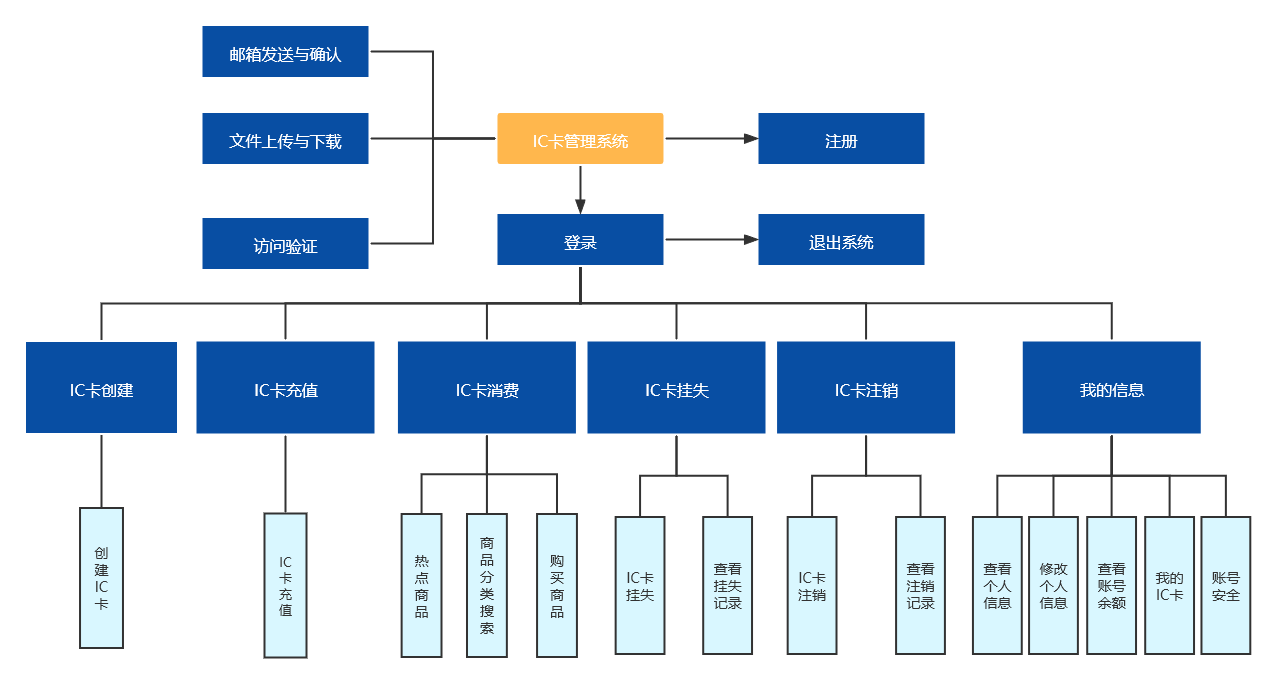 邮箱发送与确认
文件上传与下载
IC卡管理系统
注册
访问验证
登录
退出系统
IC卡创建
IC卡充值
IC卡消费
IC卡挂失
IC卡注销
我的信息
创
建
IC
卡
IC
卡
充
值
热
点
商
品
商
品
分
类
搜
索
购
买
商
品
IC卡
挂失
查看
挂失
记录
IC卡
注销
查看
注销
记录
查看
个人
信息
修改
个人
信息
查看
账号
余额
我的
IC卡
账号
安全